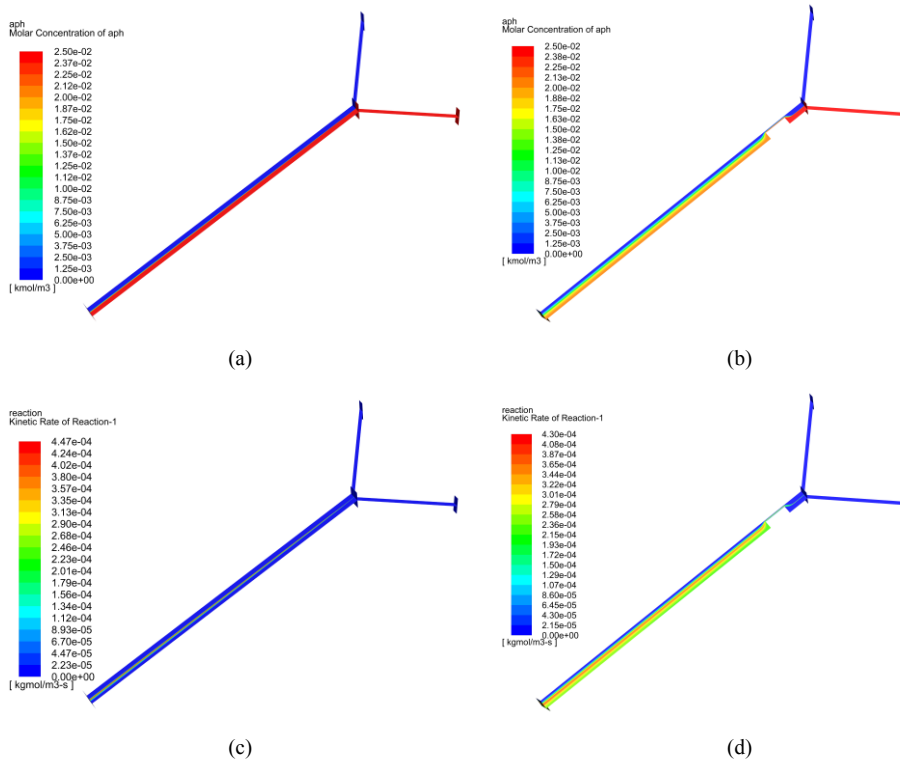 aph
Molar Concentration of aph
2.50e-02
2.37e-02
2.25e-02
2.12e-02
2.00e-02
1.87e-02
1.75e-02
1.62e-02
1.50e-02
1.37e-02
1.25e-02
1.12e-02
1.00e-02
8.75e-03
7.50e-03
6.25e-03
5.00e-03
3.75e-03
2.50e-03
1.25e-03
0.00e+00
[ kmol/m3 ]
(a)
aph
Molar Concentration of aph
2.50e-02
2.38e-02
2.25e-02
2.13e-02
2.00e-02
1.88e-02
1.75e-02
1.63e-02
1.50e-02
1.38e-02
1.25e-02
1.13e-02
1.00e-02
8.75e-03
7.50e-03
6.25e-03
5.00e-03
3.75e-03
2.50e-03
1.25e-03
0.00e+00
[ kmol/m3 ]
(b)
reaction
Kinetic Rate of Reaction-1
4.47e-04
4.24e-04
4.02e-04
3.80e-04
3.57e-04
3.35e-04
3.13e-04
2.90e-04
2.68e-04
2.46e-04
2.23e-04
2.01e-04
1.79e-04
1.56e-04
1.34e-04
1.12e-04
8.93e-05
6.70e-05
4.47e-05
2.23e-05
0.00e+00
[ kgmol/m3-s ]
(c)
reaction
Kinetic Rate of Reaction-1
4.30e-04
4.08e-04
3.87e-04
3.65e-04
3.44e-04
3.22e-04
3.01e-04
2.79e-04
2.58e-04
2.36e-04
2.15e-04
1.93e-04
1.72e-04
1.50e-04
1.29e-04
1.07e-04
8.60e-05
6.45e-05
4.30e-05
2.15e-05
0.00e+00
[ kgmol/m3-s ]
(d)